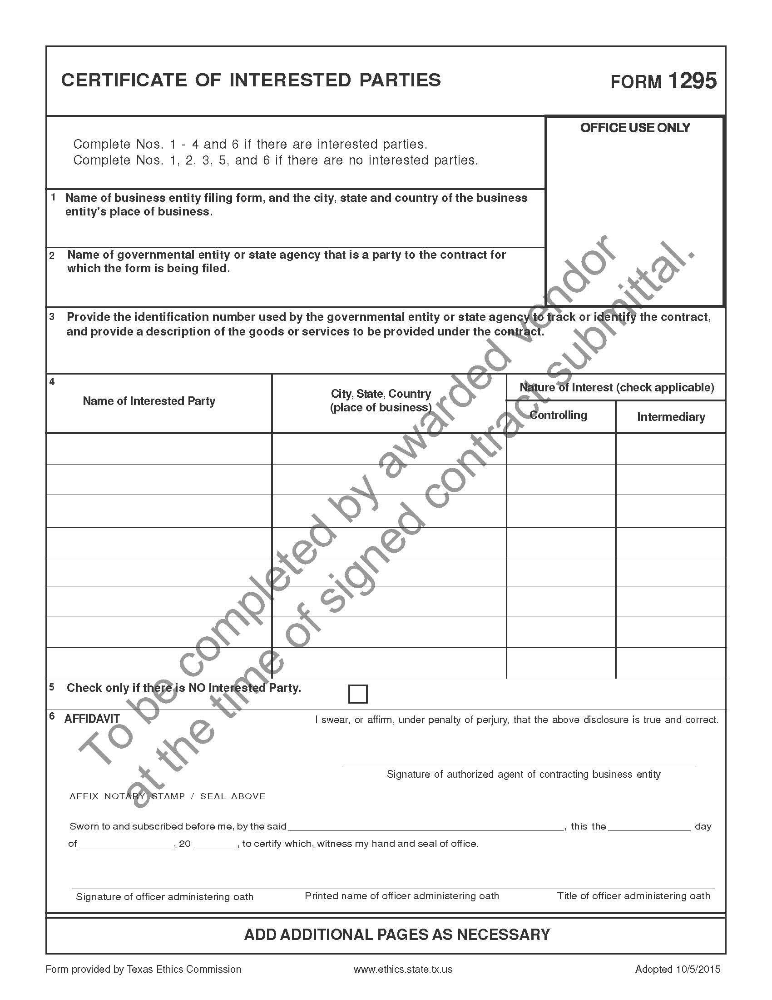 CERTIFICATE OF INTERESTED PARTIES
FORM 1295
OFFICE USE ONLY
Complete Nos. 1 - 4 and 6 if there are interested parties.
Complete Nos. 1, 2, 3, 5, and 6 if there are no interested parties.
1 Name of business entity filing form, and the city, state and country of the business
entity's place of business.
2 Name of governmental entity or state agency that is a party to the contract for
which the form is being filed.
3 Provide the identification number used by the governmental entity or state agency to track or identify the contract,
and provide a description of the goods or services to be provided under the contract.
4
Name of Interested Party
City, State, Country
(place of business)
Nature of Interest (check applicable)
Controlling
Intermediary
To be completed by awarded vendor
at the time of signed contract submittal.
5 Check only if there is NO Interested Party.
6 AFFIDAVIT
I swear, or affirm, under penalty of perjury, that the above disclosure is true and correct.
Signature of authorized agent of contracting business entity
AFFIX NOTARY STAMP / SEAL ABOVE
Sworn to and subscribed before me, by the said ____________________, this the __________ day
of __________, 20 ______, to certify which, witness my hand and seal of office.
Signature of officer administering oath
Printed name of officer administering oath
Title of officer administering oath
ADD ADDITIONAL PAGES AS NECESSARY
Form provided by Texas Ethics Commission
www.ethics.state.tx.us
Adopted 10/5/2015